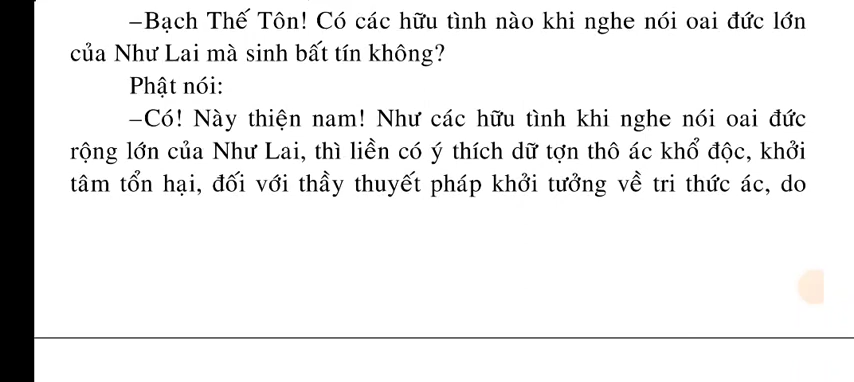 –Bạch Thế Tôn! Có các hữu tình nào khi nghe nói oai đức lớn
của Như Lai mà sinh bất tín không?
Phật nói:
–Có! Này thiện nam! Như các hữu tình khi nghe nói oai đức
rộng lớn của Như Lai, thì liền có ý thích dữ tợn thô ác khổ độc, khởi
tâm tổn hại, đối với thầy thuyết pháp khởi tưởng về tri thức ác, do